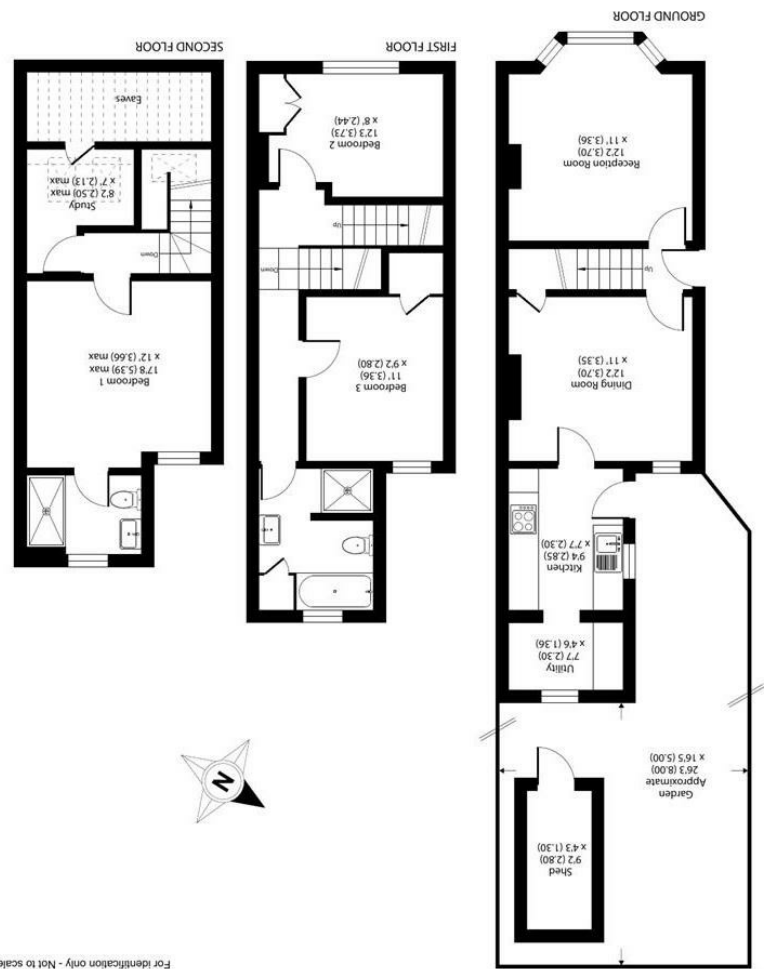 For identification only - Not to scale
Shed
9'2 (2.80)
x 4'3 (1.30)
Garden
Approximate
26'3 (8.00)
x 16'5 (5.00)
Utility
7'7 (2.30)
x 4'6 (1.36)
Kitchen
9'4 (2.85)
x 7'7 (2.30)
Dining Room
12'2 (3.70)
x 11' (3.35)
Up
Reception Room
12'2 (3.70)
x 11' (3.36)
GROUND FLOOR
N
Bedroom 3
11' (3.36)
x 9'2 (2.80)
Down
Up
Bedroom 2
12'3 (3.73)
x 8' (2.44)
FIRST FLOOR
Bedroom 1
17'8 (5.39) max
x 12' (3.66) max
Down
Study
8'2 (2.50) max
x 7' (2.13) max
Eaves
SECOND FLOOR